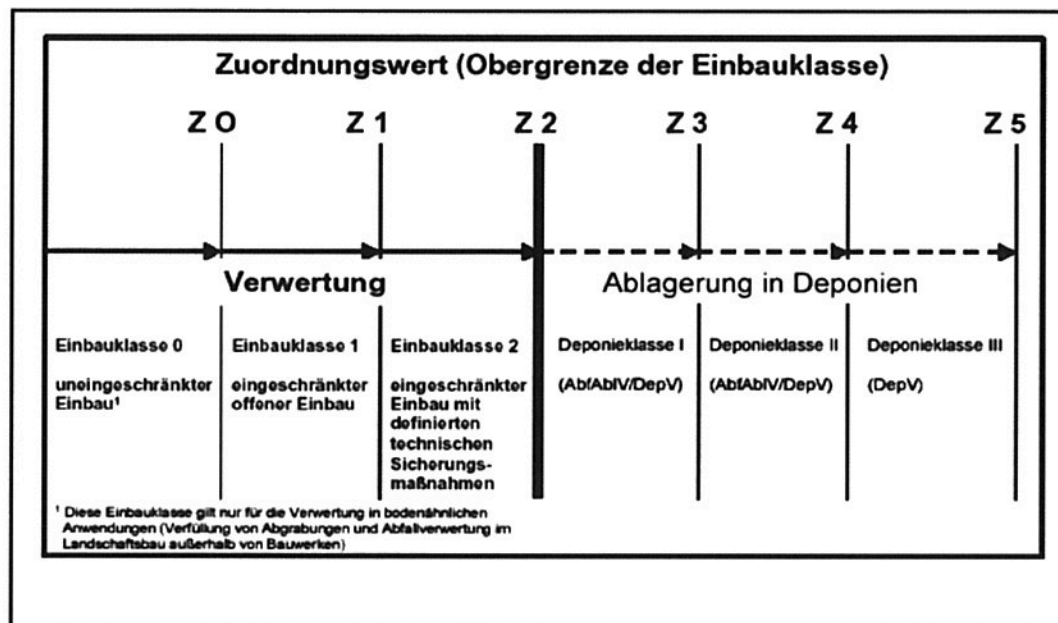 Zuordnungswert (Obergrenze der Einbauklasse)
Z 0 Z 1 Z 2 Z 3 Z 4 Z 5
Verwertung Ablagerung in Deponien
Einbauklasse 0
uneingeschränkter
Einbau¹
Einbauklasse 1
eingeschränkter
offener Einbau
Einbauklasse 2
eingeschränkter
Einbau mit
definierten
technischen
Sicherungs-
maßnahmen
Deponieklasse I
(AbfAblV/DepV)
Deponieklasse II
(AbfAblV/DepV)
Deponieklasse III
(DepV)
¹ Diese Einbauklasse gilt nur für die Verwertung in bodenähnlichen
Anwendungen (Verfüllung von Abgrabungen und Abfallverwertung im
Landschaftsbau außerhalb von Bauwerken)